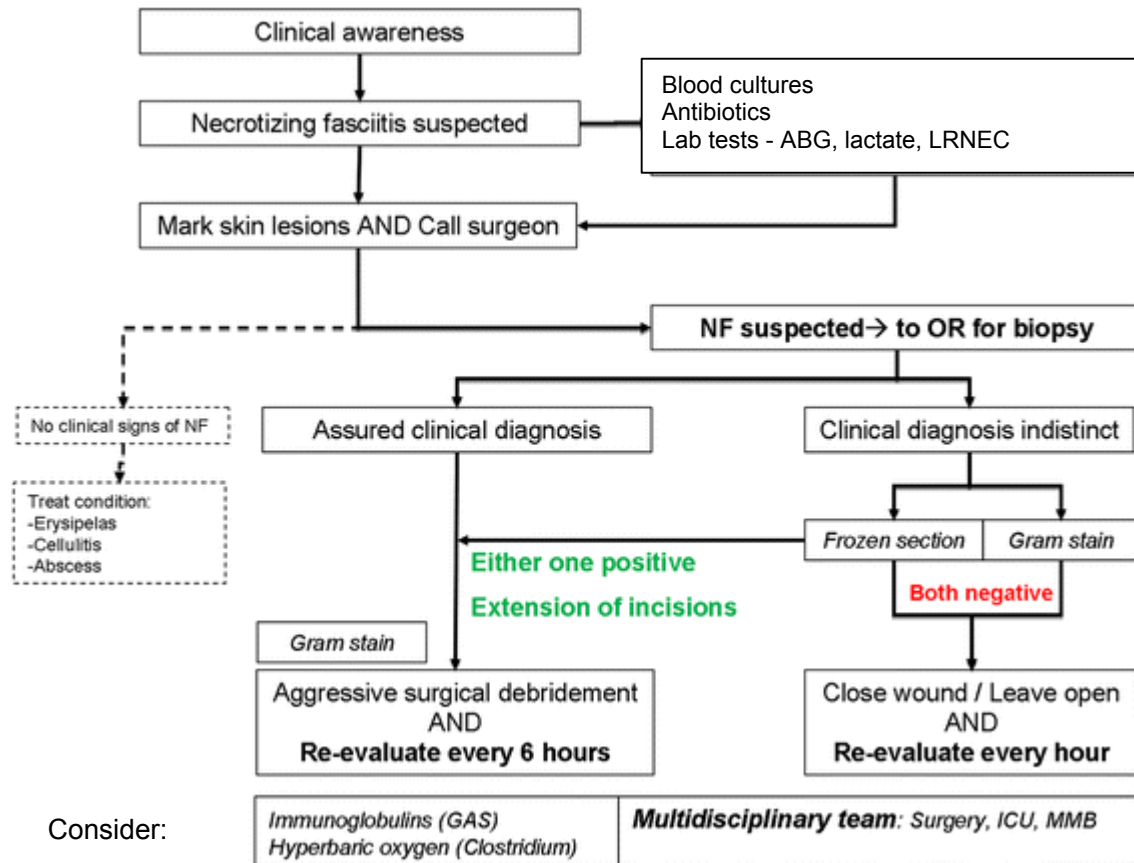 Clinical awareness
Necrotizing fasciitis suspected
Blood cultures
Antibiotics
Lab tests - ABG, lactate, LRNEC
Mark skin lesions AND Call surgeon
NF suspected→ to OR for biopsy
No clinical signs of NF
Treat condition:
-Erysipelas
-Cellulitis
-Abscess
Assured clinical diagnosis
Clinical diagnosis indistinct
Frozen section
Gram stain
Either one positive
Extension of incisions
Both negative
Gram stain
Aggressive surgical debridement
AND
Re-evaluate every 6 hours
Close wound / Leave open
AND
Re-evaluate every hour
Consider:
Immunoglobulins (GAS)
Hyperbaric oxygen (Clostridium)
Multidisciplinary team: Surgery, ICU, MMB